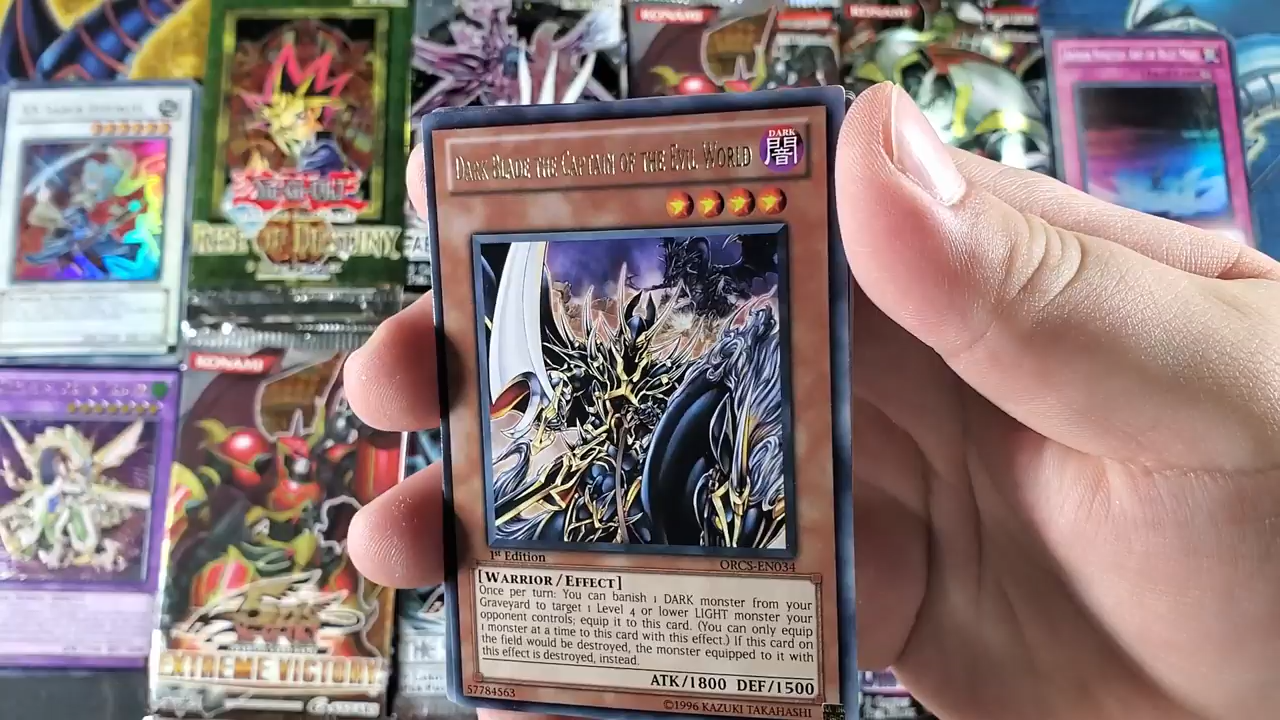 KONAMI
KONAMI
DARK BLADE THE CAPTAIN OF THE EVIL WORLD
DARK
闇
YU-GI-OH!
RISE OF DESTINY
KONAMI
1st Edition
ORCS-EN034
[WARRIOR/EFFECT]
Once per turn: You can banish 1 DARK monster from your
Graveyard to target 1 Level 4 or lower LIGHT monster your
opponent controls; equip it to this card. (You can only equip
1 monster at a time to this card with this effect.) If this card on
the field would be destroyed, the monster equipped to it with
this effect is destroyed, instead.
ATK/1800 DEF/1500
57784563
©1996 KAZUKI TAKAHASHI
EXTREME VICTORY